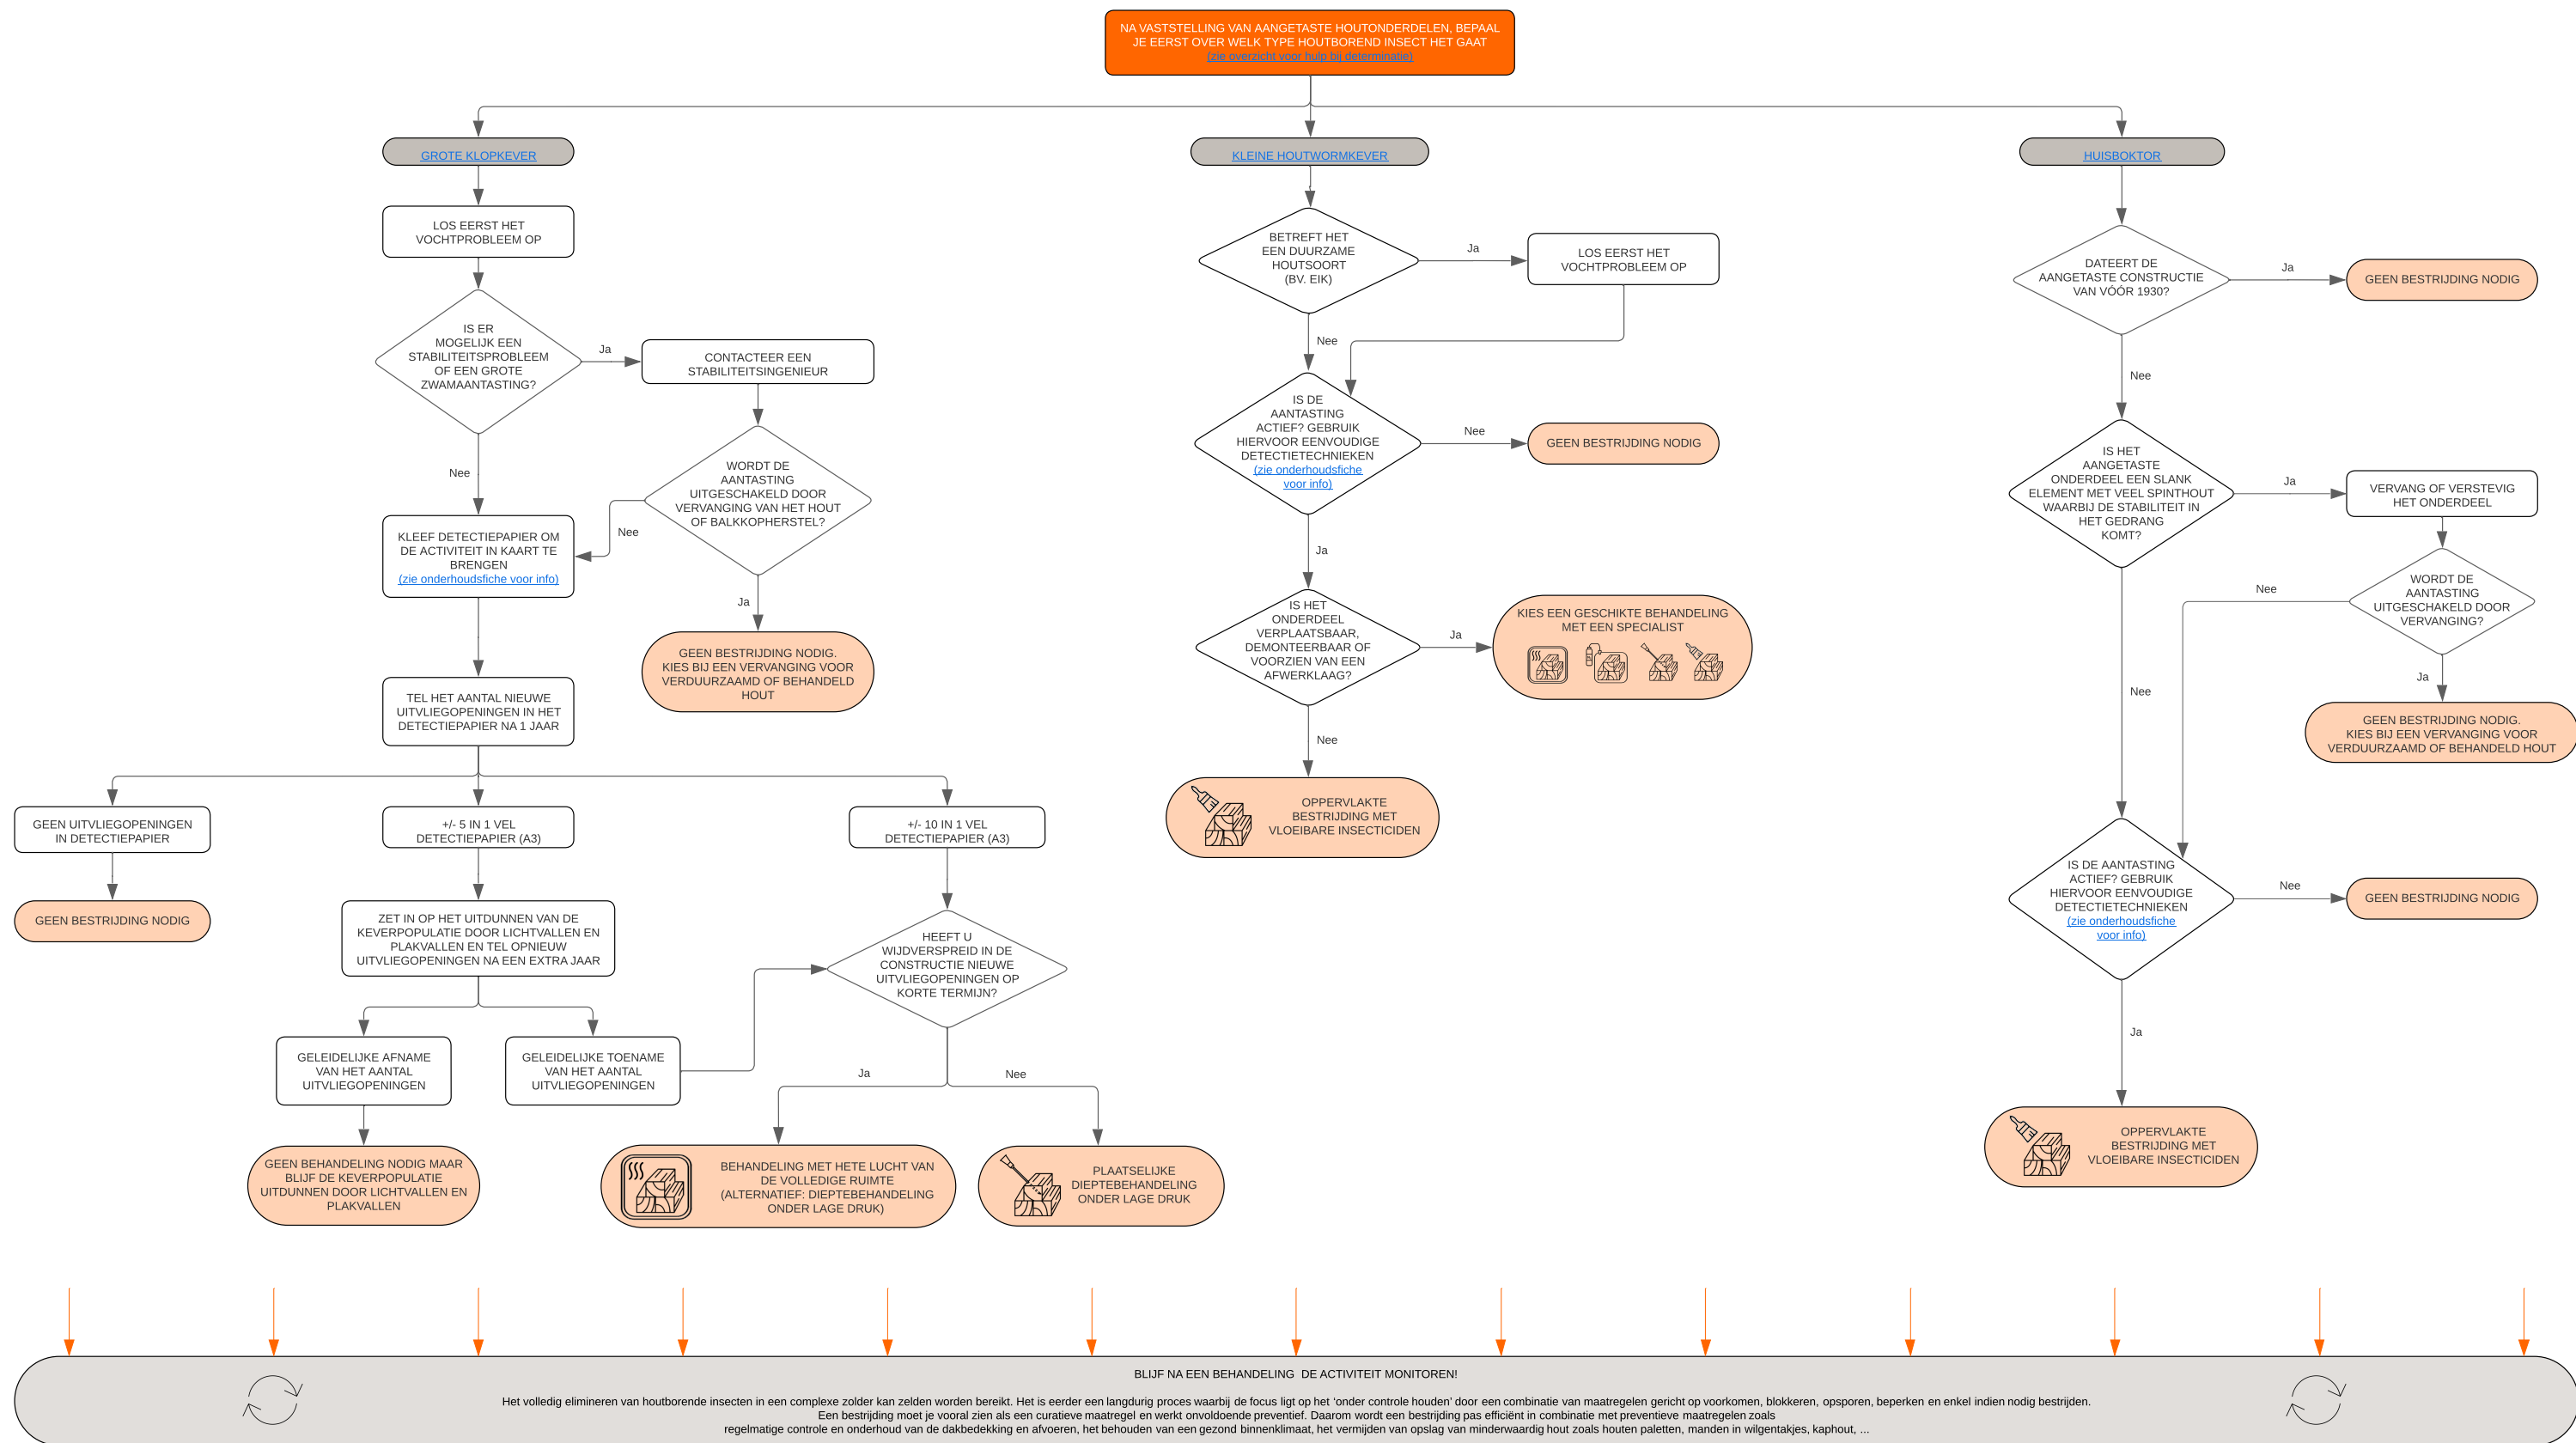 NA VASTSTELLING VAN AANGETASTE HOUTONDERDELEN, BEPAAL
JE EERST OVER WELK TYPE HOUTBOREND INSECT HET GAAT
(zie overzicht voor hulp bij determinatie)
GROTE KLOPKEVER
LOS EERST HET
VOCHTPROBLEEM OP
IS ER
MOGELIJK EEN
STABILITEITSPROBLEEM
OF EEN GROTE
ZWAMAANTASTING?
Ja
CONTACTEER EEN
STABILITEITSINGENIEUR
Nee
WORDT DE
AANTASTING
UITGESCHAKELD DOOR
VERVANGING VAN HET HOUT
OF BALKKOPHERSTEL?
Nee
Ja
GEEN BESTRIJDING NODIG.
KIES BIJ EEN VERVANGING VOOR
VERDUURZAAMD OF BEHANDELD
HOUT
KLEEF DETECTIEPAPIER OM
DE ACTIVITEIT IN KAART TE
BRENGEN
(zie onderhoudsfiche voor info)
TEL HET AANTAL NIEUWE
UITVLIEGOPENINGEN IN HET
DETECTIEPAPIER NA 1 JAAR
GEEN UITVLIEGOPENINGEN
IN DETECTIEPAPIER
GEEN BESTRIJDING NODIG
+/- 5 IN 1 VEL
DETECTIEPAPIER (A3)
ZET IN OP HET UITDUNNEN VAN DE
KEVERPOPULATIE DOOR LICHTVALLEN EN
PLAKVALLEN EN TEL OPNIEUW
UITVLIEGOPENINGEN NA EEN EXTRA JAAR
GELEIDELIJKE AFNAME
VAN HET AANTAL
UITVLIEGOPENINGEN
GEEN BEHANDELING NODIG MAAR
BLIJF DE KEVERPOPULATIE
UITDUNNEN DOOR LICHTVALLEN EN
PLAKVALLEN
GELEIDELIJKE TOENAME
VAN HET AANTAL
UITVLIEGOPENINGEN
+/- 10 IN 1 VEL
DETECTIEPAPIER (A3)
HEEFT U
WIJDVERSPREID IN DE
CONSTRUCTIE NIEUWE
UITVLIEGOPENINGEN OP
KORTE TERMIJN?
Ja
Nee
BEHANDELING MET HETE LUCHT VAN
DE VOLLEDIGE RUIMTE
(ALTERNATIEF: DIEPTEBEHANDELING
ONDER LAGE DRUK)
PLAATSELIJKE
DIEPTEBEHANDELING
ONDER LAGE DRUK
KLEINE HOUTWORMKEVER
BETREFT HET
EEN DUURZAME
HOUTSOORT
(BV. EIK)
Ja
LOS EERST HET
VOCHTPROBLEEM OP
Nee
IS DE
AANTASTING
ACTIEF? GEBRUIK
HIERVOOR EENVOUDIGE
DETECTIETECHNIEKEN
(zie onderhoudsfiche
voor info)
Nee
GEEN BESTRIJDING NODIG
Ja
IS HET
ONDERDEEL
VERPLAATSBAAR,
DEMONTEERBAAR OF
VOORZIEN VAN EEN
AFWERKLAAG?
Ja
KIES EEN GESCHIKTE BEHANDELING
MET EEN SPECIALIST
Nee
OPPERVLAKTE
BESTRIJDING MET
VLOEIBARE INSECTICIDEN
HUISBOKTOR
DATEERT DE
AANGETASTE CONSTRUCTIE
VAN VÓÓR 1930?
Ja
GEEN BESTRIJDING NODIG
Nee
IS HET
AANGETASTE
ONDERDEEL EEN SLANK
ELEMENT MET VEEL SPINTHOUT
WAARBIJ DE STABILITEIT IN
HET GEDRANG
KOMT?
Ja
VERVANG OF VERSTEVIG
HET ONDERDEEL
WORDT DE
AANTASTING
UITGESCHAKELD DOOR
VERVANGING?
Nee
Ja
GEEN BESTRIJDING NODIG.
KIES BIJ EEN VERVANGING VOOR
VERDUURZAAMD OF BEHANDELD HOUT
Nee
IS DE AANTASTING
ACTIEF? GEBRUIK
HIERVOOR EENVOUDIGE
DETECTIETECHNIEKEN
(zie onderhoudsfiche
voor info)
Nee
GEEN BESTRIJDING NODIG
Ja
OPPERVLAKTE
BESTRIJDING MET
VLOEIBARE INSECTICIDEN
BLIJF NA EEN BEHANDELING DE ACTIVITEIT MONITOREN!
Het volledig elimineren van houtborende insecten in een complexe zolder kan zelden worden bereikt. Het is eerder een langdurig proces waarbij de focus ligt op het ‘onder controle houden’ door een combinatie van maatregelen gericht op voorkomen, blokkeren, opsporen, beperken en enkel indien nodig bestrijden.
Een bestrijding moet je vooral zien als een curatieve maatregel en werkt onvoldoende preventief. Daarom wordt een bestrijding pas efficiënt in combinatie met preventieve maatregelen zoals
regelmatige controle en onderhoud van de dakbedekking en afvoeren, het behouden van een gezond binnenklimaat, het vermijden van opslag van minderwaardig hout zoals houten paletten, manden in wilgentakjes, kaphout, ...